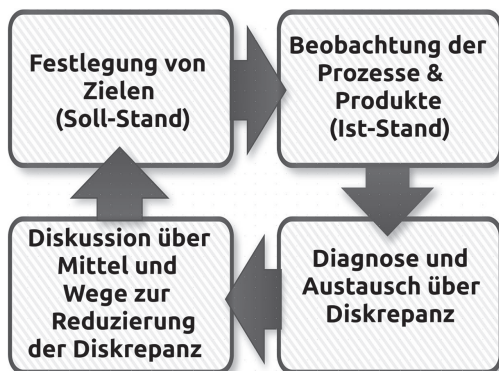 Festlegung von
Zielen
(Soll-Stand)
Beobachtung der
Prozesse &
Produkte
(Ist-Stand)
Diagnose und
Austausch über
Diskrepanz
Diskussion über
Mittel und
Wege zur
Reduzierung
der Diskrepanz